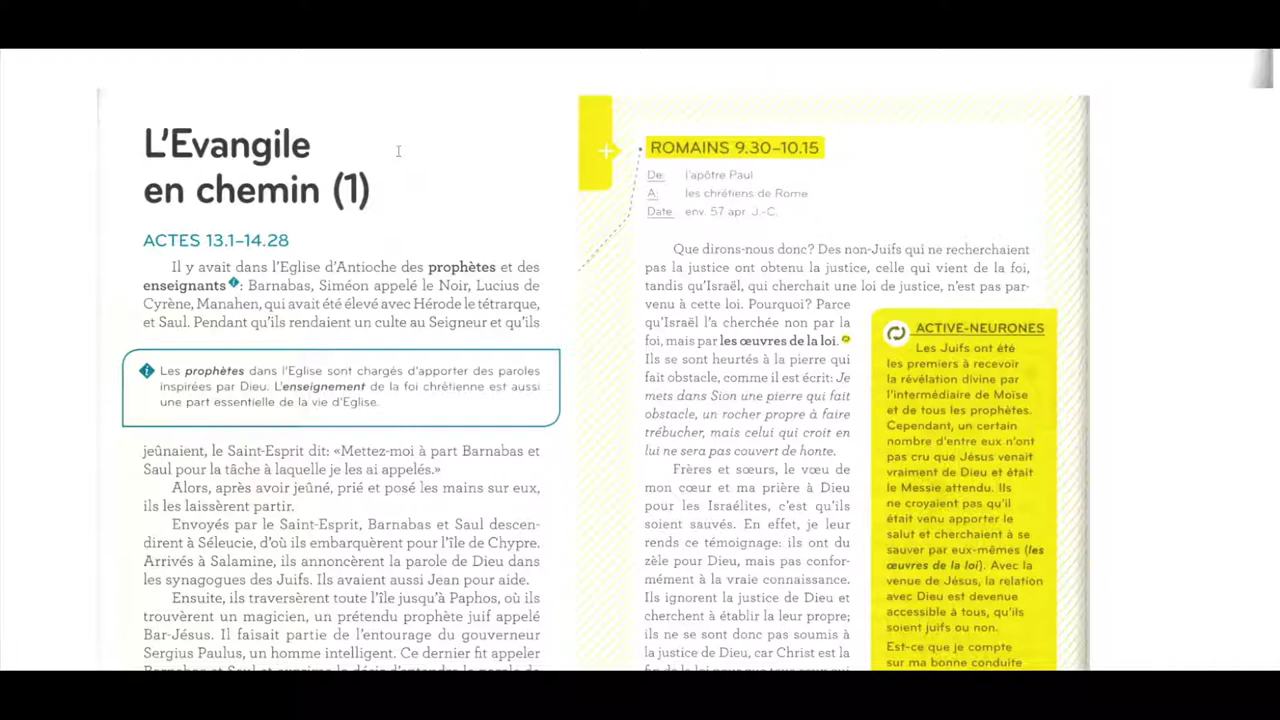 L'Evangile
en chemin (1)
ACTES 13.1–14.28
Il y avait dans l'Eglise d'Antioche des prophètes et des
enseignants: Barnabas, Siméon appelé le Noir, Lucius de
Cyrène, Manahen, qui avait été élevé avec Hérode le tétrarque,
et Saul. Pendant qu'ils rendaient un culte au Seigneur et qu'ils
Les prophètes dans l'Eglise sont chargés d'apporter des paroles
inspirées par Dieu. L'enseignement de la foi chrétienne est aussi
une part essentielle de la vie d'Eglise.
jeûnaient, le Saint-Esprit dit: «Mettez-moi à part Barnabas et
Saul pour la tâche à laquelle je les ai appelés.»
Alors, après avoir jeûné, prié et posé les mains sur eux,
ils les laissèrent partir.
Envoyés par le Saint-Esprit, Barnabas et Saul descen-
dirent à Séleucie, d'où ils embarquèrent pour l'île de Chypre.
Arrivés à Salamine, ils annoncèrent la parole de Dieu dans
les synagogues des Juifs. Ils avaient aussi Jean pour aide.
Ensuite, ils traversèrent toute l'île jusqu'à Paphos, où ils
trouvèrent un magicien, un prétendu prophète juif appelé
Bar-Jésus. Il faisait partie de l'entourage du gouverneur
Sergius Paulus, un homme intelligent. Ce dernier fit appeler
ROMAINS 9.30–10.15
De: l'apôtre Paul
A: les chrétiens de Rome
Date env. 57 apr. J.-C.
Que dirons-nous donc? Des non-Juifs qui ne recherchaient
pas la justice ont obtenu la justice, celle qui vient de la foi,
tandis qu'Israël, qui cherchait une loi de justice, n'est pas par-
venu à cette loi. Pourquoi? Parce
qu'Israël l'a cherchée non par la
foi, mais par les œuvres de la loi.
Ils se sont heurtés à la pierre qui
fait obstacle, comme il est écrit: Je
mets dans Sion une pierre qui fait
obstacle, un rocher propre à faire
trébucher, mais celui qui croit en
lui ne sera pas couvert de honte.
Frères et sœurs, le vœu de
mon cœur et ma prière à Dieu
pour les Israélites, c'est qu'ils
soient sauvés. En effet, je leur
rends ce témoignage: ils ont du
zèle pour Dieu, mais pas confor-
mément à la vraie connaissance.
Ils ignorent la justice de Dieu et
cherchent à établir la leur propre;
ils ne se sont donc pas soumis à
la justice de Dieu, car Christ est la
ACTIVE-NEURONES
Les Juifs ont été
les premiers à recevoir
la révélation divine par
l'intermédiaire de Moïse
et de tous les prophètes.
Cependant, un certain
nombre d'entre eux n'ont
pas cru que Jésus venait
vraiment de Dieu et était
le Messie attendu. Ils
ne croyaient pas qu'il
était venu apporter le
salut et cherchaient à se
sauver par eux-mêmes (les
œuvres de la loi). Avec la
venue de Jésus, la relation
avec Dieu est devenue
accessible à tous, qu'ils
soient juifs ou non.
Est-ce que je compte
sur ma bonne conduite